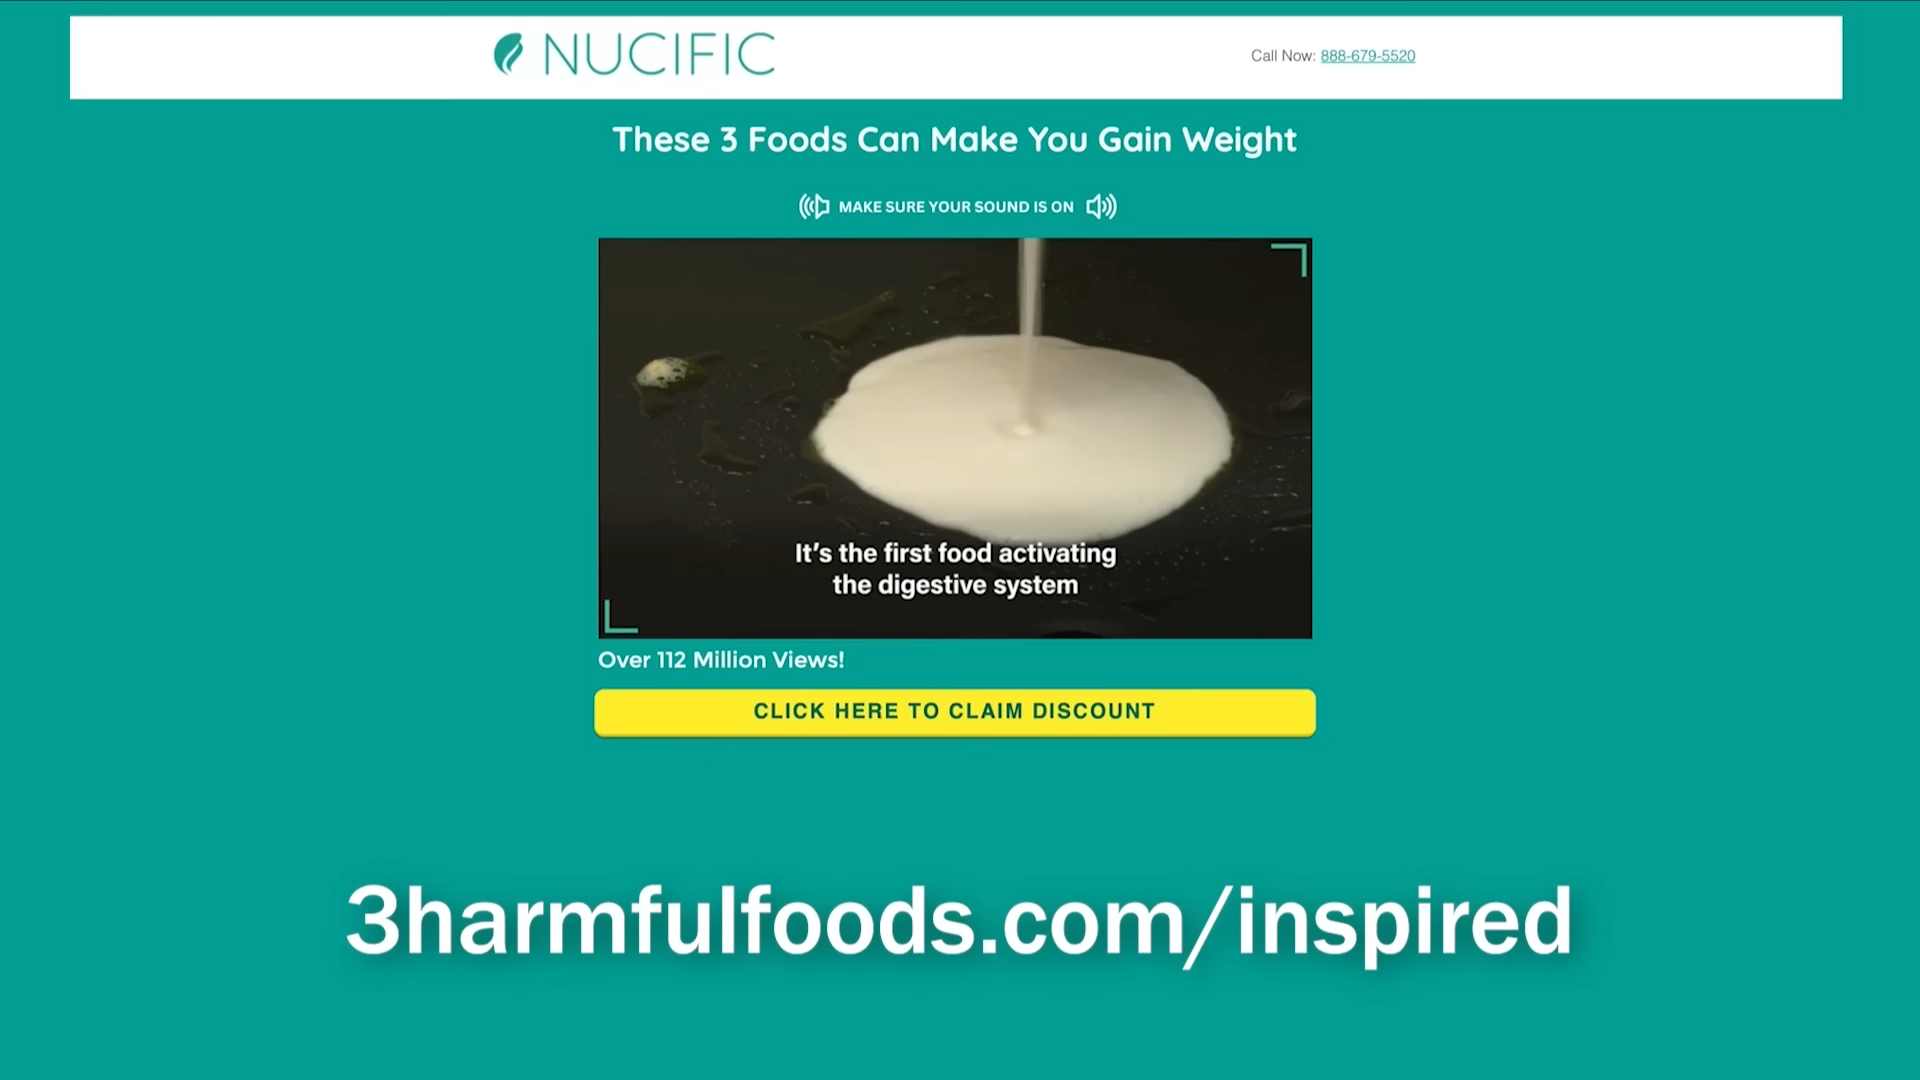 NUCIFIC
Call Now: 888-679-5520
These 3 Foods Can Make You Gain Weight
MAKE SURE YOUR SOUND IS ON
It's the first food activating
the digestive system
Over 112 Million Views!
CLICK HERE TO CLAIM DISCOUNT
3harmfulfoods.com/inspired